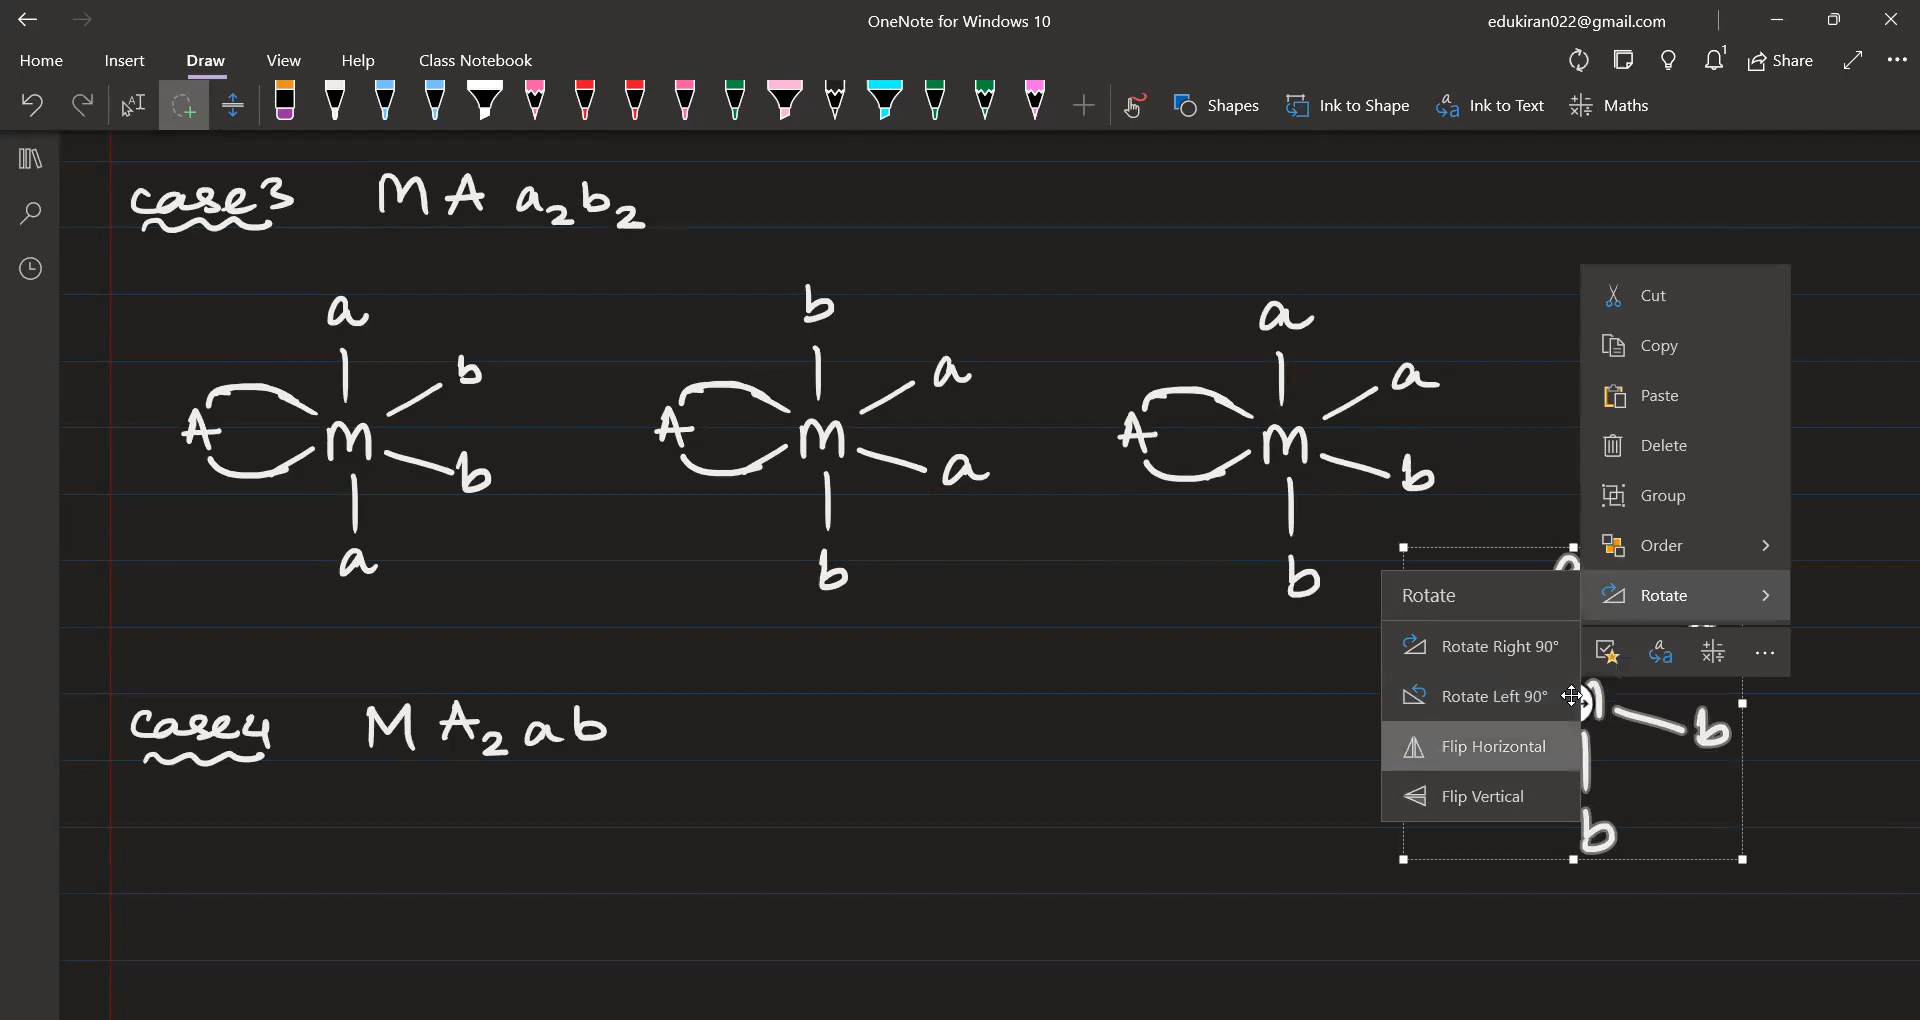 OneNote for Windows 10
edukiran022@gmail.com
Home Insert Draw View Help Class Notebook
1
Share
Shapes Ink to Shape Ink to Text Maths
case3 M A a₂b₂
a b a
b a a
A M A M A M
b a b
a b b
Cut
Copy
Paste
Delete
Group
Order
Rotate
Rotate
Rotate Right 90°
Rotate Left 90°
Flip Horizontal
Flip Vertical
b
b
case4 M A₂ a b